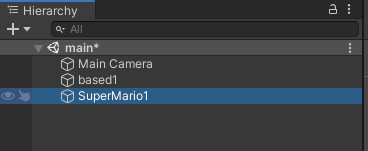 Hierarchy
All
main*
Main Camera
based1
SuperMario1